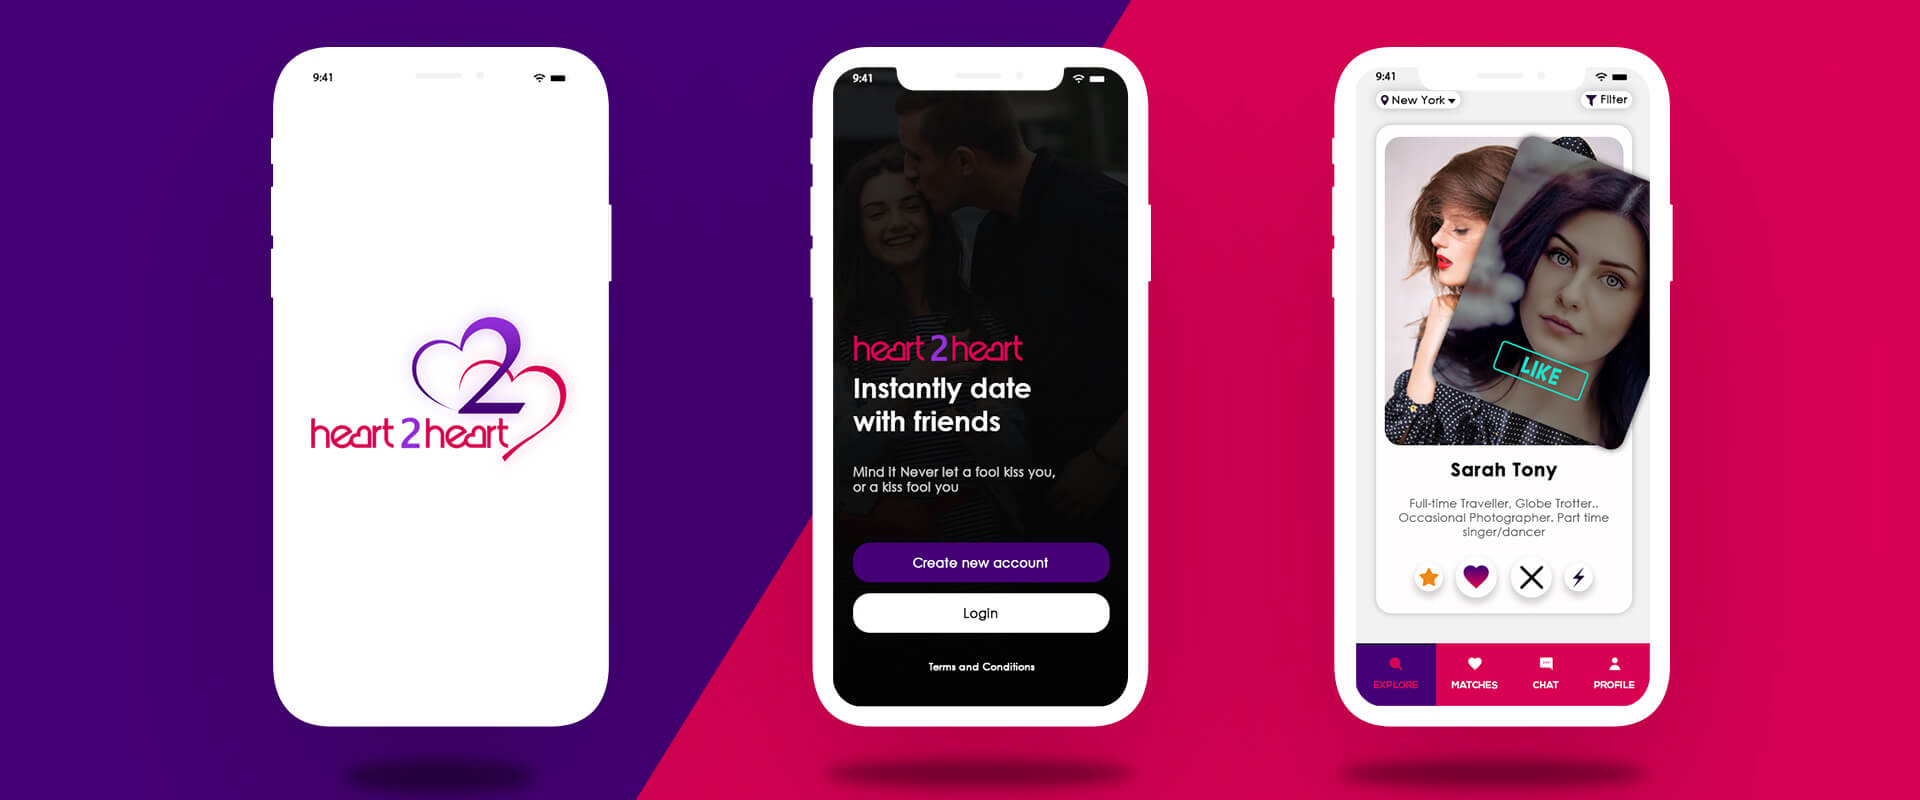 9:41
2
heart 2 heart
9:41
heart 2 heart
Instantly date
with friends
Mind it Never let a fool kiss you,
or a kiss fool you
Create new account
Login
Terms and Conditions
9:41
New York
Filter
LIKE
Sarah Tony
Full-time Traveller, Globe Trotter..
Occasional Photographer. Part time
singer/dancer
EXPLORE MATCHES CHAT PROFILE